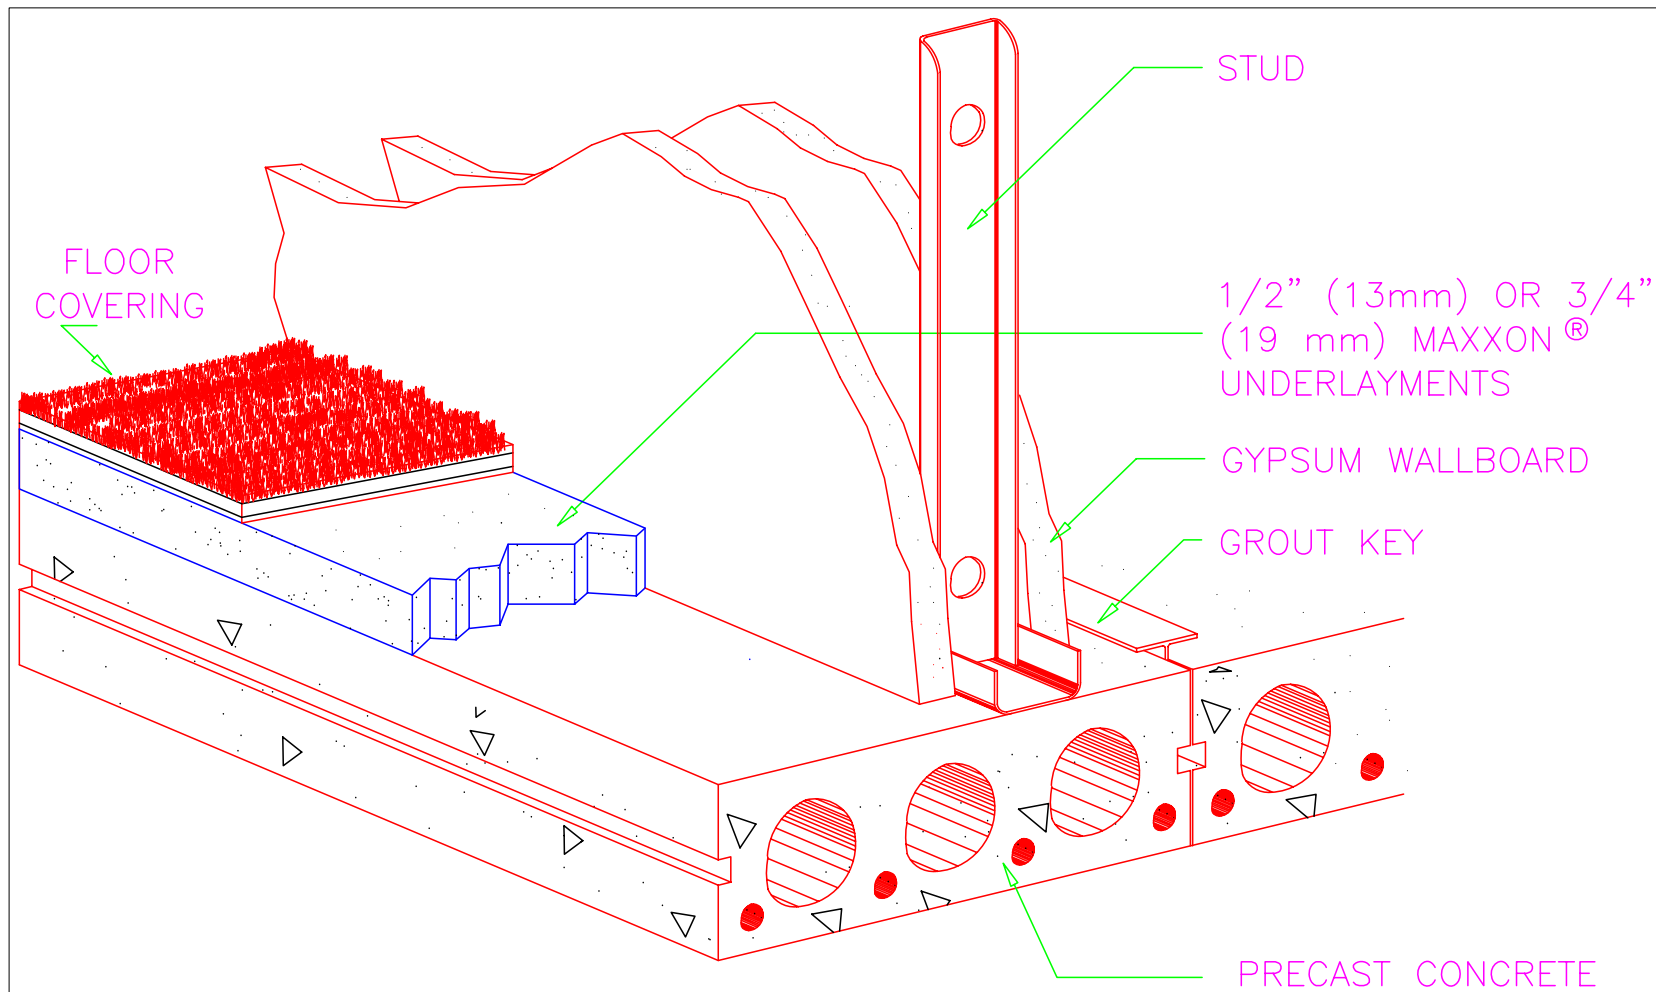 STUD
FLOOR
COVERING
1/2” (13mm) OR 3/4”
(19 mm) MAXXON ®
UNDERLAYMENTS
GYPSUM WALLBOARD
GROUT KEY
PRECAST CONCRETE